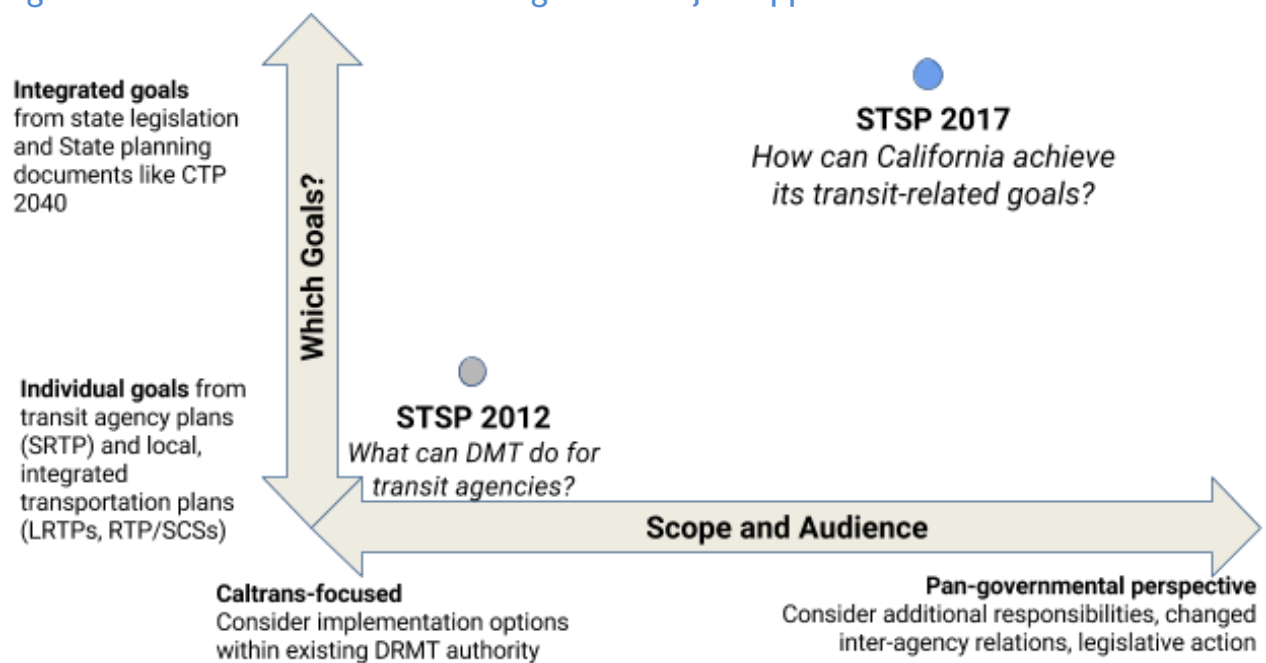 Integrated goals
from state legislation
and State planning
documents like CTP
2040
Which Goals?
STSP 2017
How can California achieve
its transit-related goals?
Individual goals from
transit agency plans
(SRTP) and local,
integrated
transportation plans
(LRTPs, RTP/SCSs)
STSP 2012
What can DMT do for
transit agencies?
Scope and Audience
Caltrans-focused
Consider implementation options
within existing DRMT authority
Pan-governmental perspective
Consider additional responsibilities, changed
inter-agency relations, legislative action